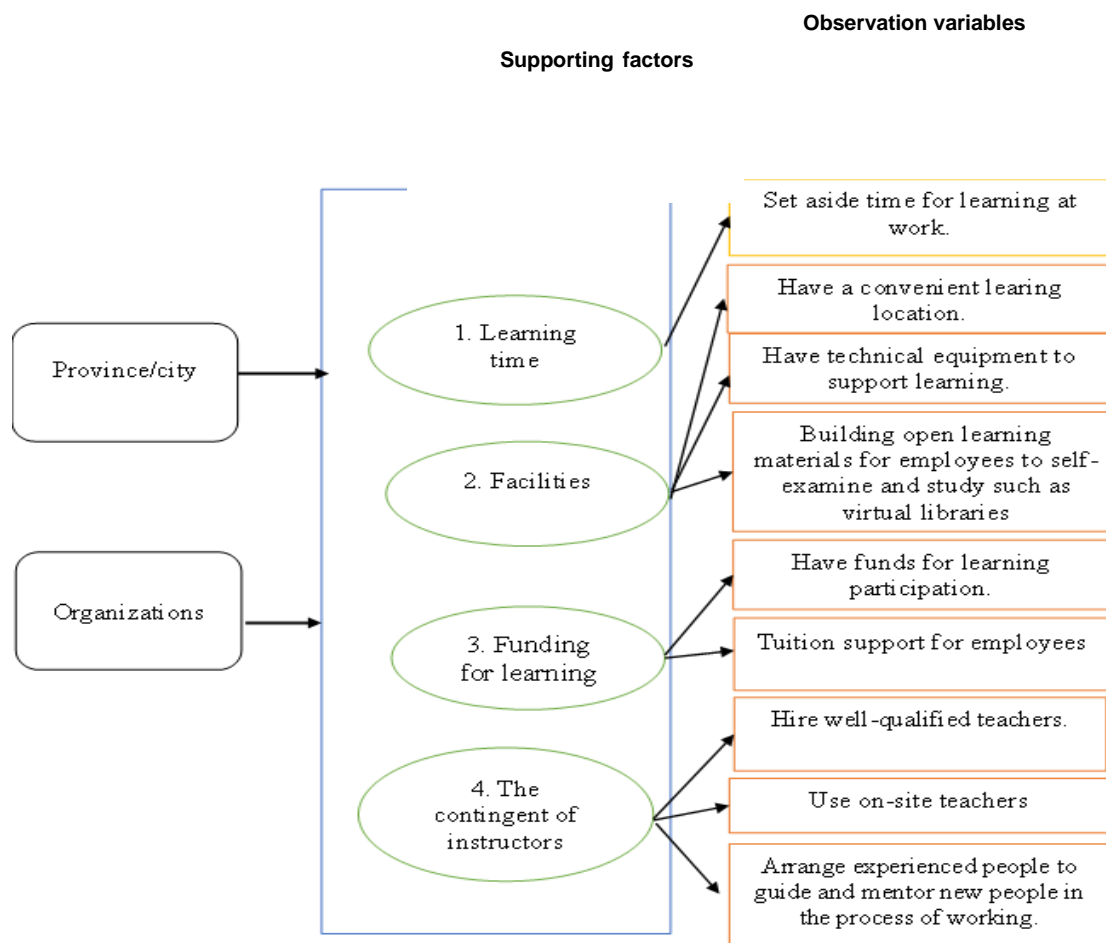 Observation variables
Supporting factors
Province/city
Organizations
1. Learning
time
2. Facilities
3. Funding
for learning
4. The
contingent of
instructors
Set aside time for learning at
work.
Have a convenient learing
location.
Have technical equipment to
support learning.
Building open learning
materials for employees to self-
examine and study such as
virtual libraries
Have funds for learning
participation.
Tuition support for employees
Hire well-qualified teachers.
Use on-site teachers
Arrange experienced people to
guide and mentor new people in
the process of working.